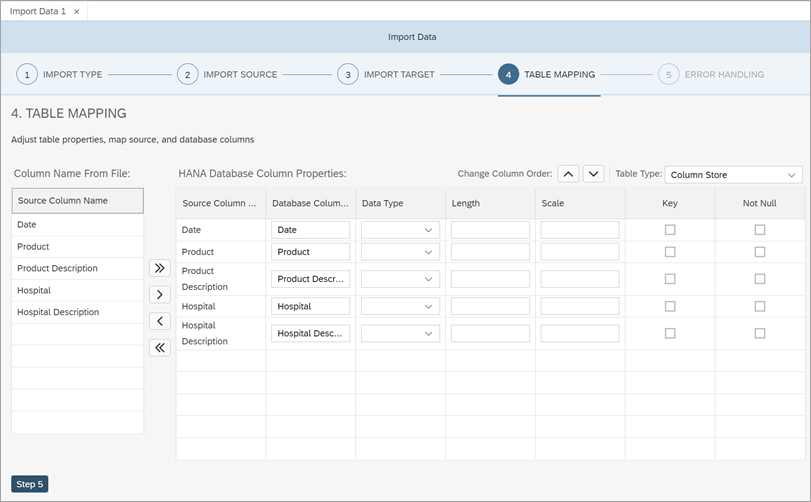 Import Data 1 ×
Import Data
1 IMPORT TYPE 2 IMPORT SOURCE 3 IMPORT TARGET 4 TABLE MAPPING 5 ERROR HANDLING
4. TABLE MAPPING
Adjust table properties, map source, and database columns
Column Name From File:
HANA Database Column Properties:
Change Column Order:
Table Type: Column Store
Source Column Name
Date
Product
Product Description
Hospital
Hospital Description
Source Column ... Database Colum... Data Type Length Scale Key Not Null
Date Date
Product Product
Product
Description
Product Descr...
Hospital Hospital
Hospital
Description
Hospital Desc...
Step 5